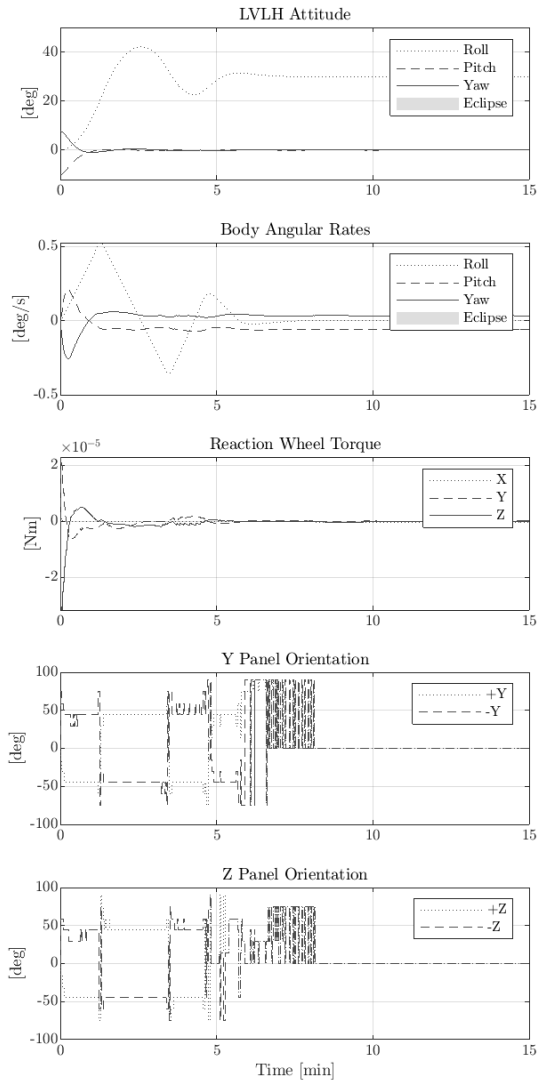 LVLH Attitude
[deg]
40
20
0
Roll
Pitch
Yaw
Eclipse
0 5 10 15
Body Angular Rates
[deg/s]
0.5
0
-0.5
Roll
Pitch
Yaw
Eclipse
0 5 10 15
Reaction Wheel Torque
×10⁻⁵
[Nm]
2
0
-2
X
Y
Z
0 5 10 15
Y Panel Orientation
[deg]
100
50
0
-50
-100
+Y
-Y
0 5 10 15
Z Panel Orientation
[deg]
100
50
0
-50
-100
+Z
-Z
0 5 10 15
Time [min]